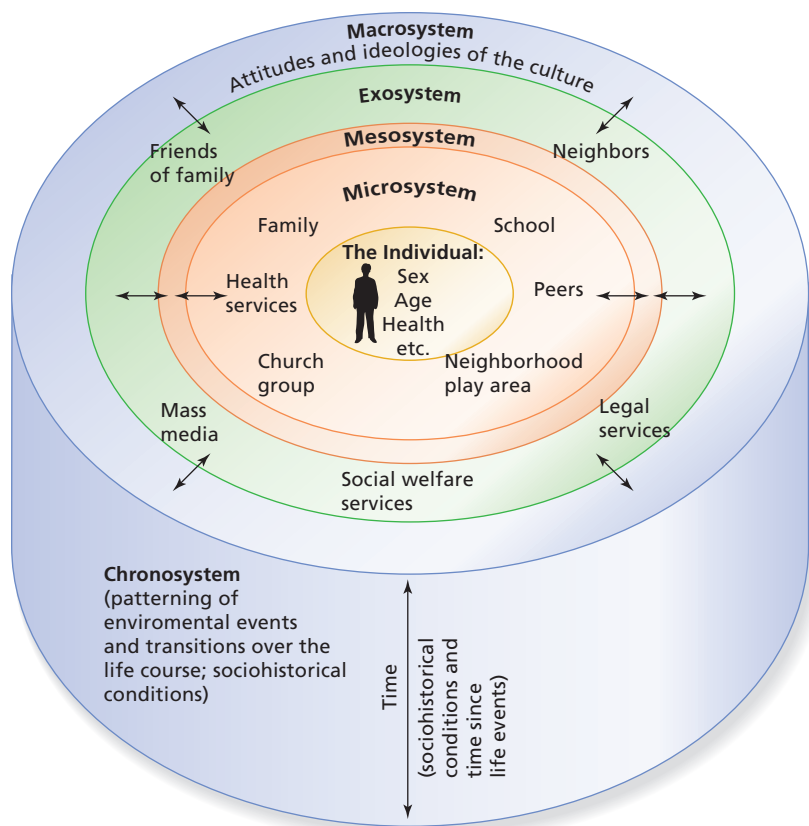 Macrosystem
Attitudes and ideologies of the culture
Exosystem
Friends
of family
Neighbors
Mesosystem
Microsystem
Family
School
The Individual:
Sex
Age
Health
etc.
Health
services
Peers
Church
group
Neighborhood
play area
Mass
media
Legal
services
Social welfare
services
Chronosystem
(patterning of
enviromental events
and transitions over the
life course; sociohistorical
conditions)
Time
(sociohistorical
conditions and
time since
life events)